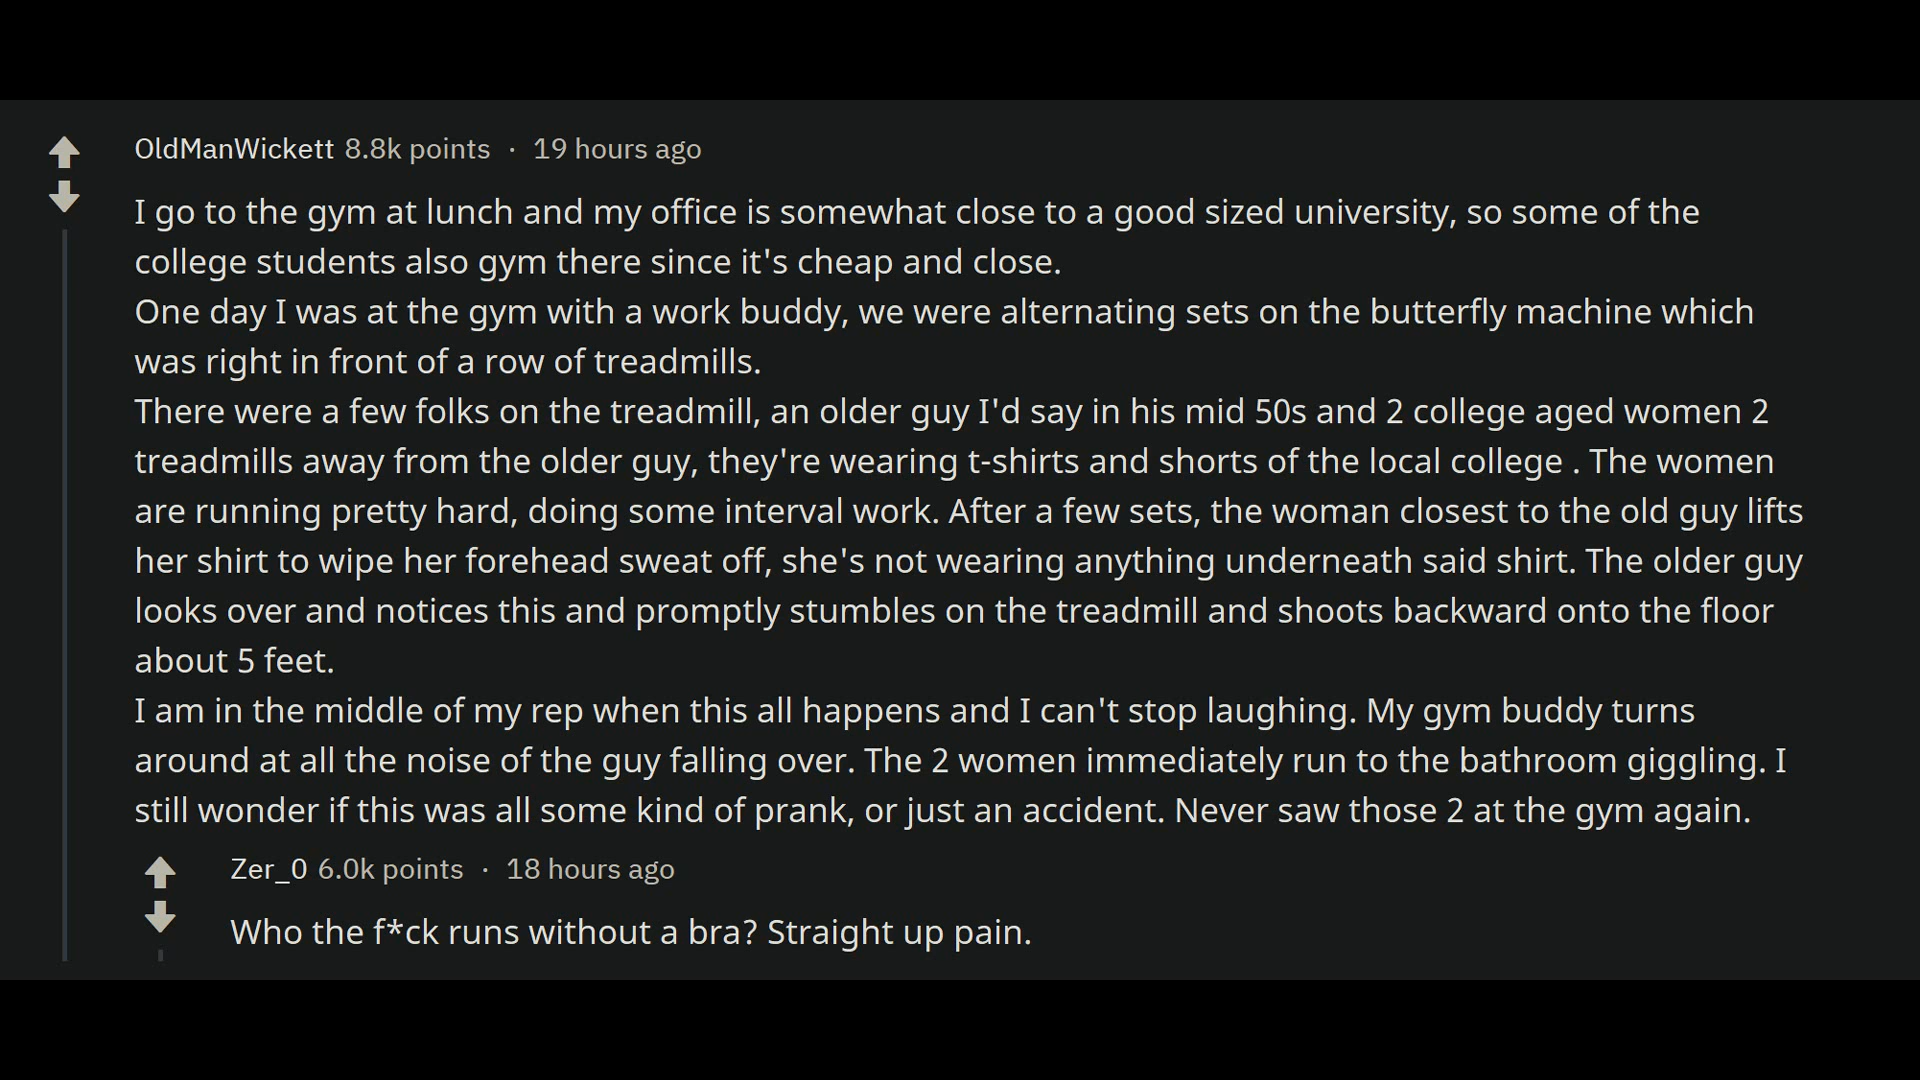 OldManWickett 8.8k points · 19 hours ago
I go to the gym at lunch and my office is somewhat close to a good sized university, so some of the
college students also gym there since it's cheap and close.
One day I was at the gym with a work buddy, we were alternating sets on the butterfly machine which
was right in front of a row of treadmills.
There were a few folks on the treadmill, an older guy I'd say in his mid 50s and 2 college aged women 2
treadmills away from the older guy, they're wearing t-shirts and shorts of the local college . The women
are running pretty hard, doing some interval work. After a few sets, the woman closest to the old guy lifts
her shirt to wipe her forehead sweat off, she's not wearing anything underneath said shirt. The older guy
looks over and notices this and promptly stumbles on the treadmill and shoots backward onto the floor
about 5 feet.
I am in the middle of my rep when this all happens and I can't stop laughing. My gym buddy turns
around at all the noise of the guy falling over. The 2 women immediately run to the bathroom giggling. I
still wonder if this was all some kind of prank, or just an accident. Never saw those 2 at the gym again.
Zer_0 6.0k points · 18 hours ago
Who the f*ck runs without a bra? Straight up pain.